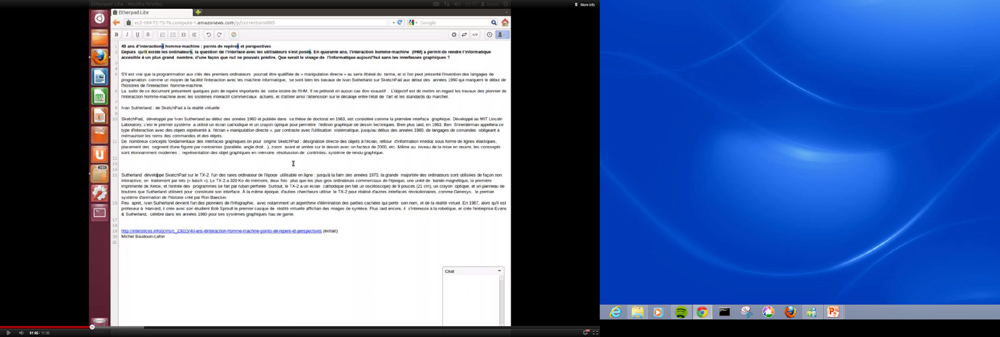 Etherpad Lite - Mozilla Firefox
More info
Etherpad Lite
ec2-184-72-75-76.compute-1.amazonaws.com/p/corrections005
Google
1 40 ans d'interactions homme-machine : points de repères et perspectives
2 Depuis qu'il existe les ordinateurs, la question de l'interface avec les utilisateurs s'est posée. En quarante ans, l'interaction homme-machine (IHM) a permit de rendre l'informatique
accesible à un plus grand nombre, d'une façon que nul ne pouvais prédire. Que serait le visage de l'informatique aujourd'hui sans les interfasses graphiques ?
3
4
5 S'il est vrai que la programmation aux clés des premiers ordinateurs pourrait être qualifiée de « manipulation directe » au sens littéral du terme, et si l'on peut présenté l'invention des langages de
programation comme un moyen de facilité l'interaction avec les machine informatique, se sont bien les travaux de Ivan Sutherland sur SketchPad aux début des années 1960 qui marquent le début de
l'histoires de l'interaction homme-machine.
6 La suite de ce document présentent quelques poin de repère importants de cette istoire de l'IHM. Il ne prétend en aucun cas être exaustif . L'objectif est de mettre en regard les travaux des pionnier de
l'interaction homme-machine avec les sistèmes interactif commerciaux actuels, et d'attirer ainsi l'attenssion sur le décalaje entre l'état de l'art et les standards du marcher.
7
8 Ivan Sutherland : de SketchPad à la réalité virtuelle
9
10 SketchPad, développé par Ivan Sutherland au début des années 1960 et publiée dans sa thèse de doctorat en 1963, est considéré comme la première interface graphique. Développé au MIT Lincoln
Laboratory, c'est le premier système a utilisé un écran cathodique et un crayon optique pour permetre l'édition graphique de dessin techniques. Bien plus tard, en 1983, Ben Shneiderman appellera ce
type d'interaction avec des objets représenté à l'écran « manipulation directe », par contraste avec l'utilisation sistématique, jusqu'au débus des années 1980, de langages de comandes obligeant à
mémauriser les noms des commandes et des objets.
11 De nombreux concepts fondamentaux des interfaces graphiques on pour origine SketchPad : désignation directe des objets à l'écran, rettour d'information imédiat sous forme de lignes élastiques,
placement des segment d'une figure par contraintes (parallèle, angle droit...), zoom avant et arrière sur le dessin avec un facteur de 2000, etc. Même au niveau de la mise en œuvre, les conssepts
sont étonnamment modernes : représentation des objet graphiques en mémoire, résolussion de contrintes, système de rendu graphique.
12
13
14
15 Sutherland développe SketchPad sur le TX-2, l'un des rares ordinateur de l'époque utilisable en ligne : jusqu'à la faim des années 1970, la grande majoritée des ordinateurs sont utilisées de façon non
interactive, en traitement par lots (« batch »). Le TX-2 a 320 Ko de mémoire, deux fois plus que les plus gros ordinateurs commerciaux de l'époque, une unité de bande magnétique, la première
imprimente de Xerox, et l'entrée des programmes se fait par ruban perforée. Surtout, le TX-2 a un écran cathodique (en fait un oscilloscope) de 9 pouces (21 cm), un crayon optique, et un panneau de
boutons que Sutherland utilisent pour construire son interface. À la même époque, d'autres chercheurs utilise le TX-2 pour réalisé d'autres interfaces révolutionaires, comme Genesys, le premier
système d'animation de l'histoire créé par Ron Baecker.
16 Peu apret, Ivan Sutherland devient l'un des pionniers de l'infographie, avec notamment un algorithme d'élimination des parties cachées qui porte son nom, et de la réalité virtuel. En 1967, alors qu'il est
professeur à Harvard, il crée avec son étudient Bob Sproull le premier casque de réalité virtuelle affichan des images de syntèse. Plus tard encore, il s'intéresse à la robotique, et crée l'entreprise Evans
& Sutherland, célèbre dans les années 1980 pour ses systèmes graphiques hau de game.
17
18
19 http://interstices.info/jcms/c_23015/40-ans-dinteraction-homme-machine-points-de-repere-et-perspectives (extrait)
20 Michel Baudouin-Lafon
21
Chat
01:45 / 11:38